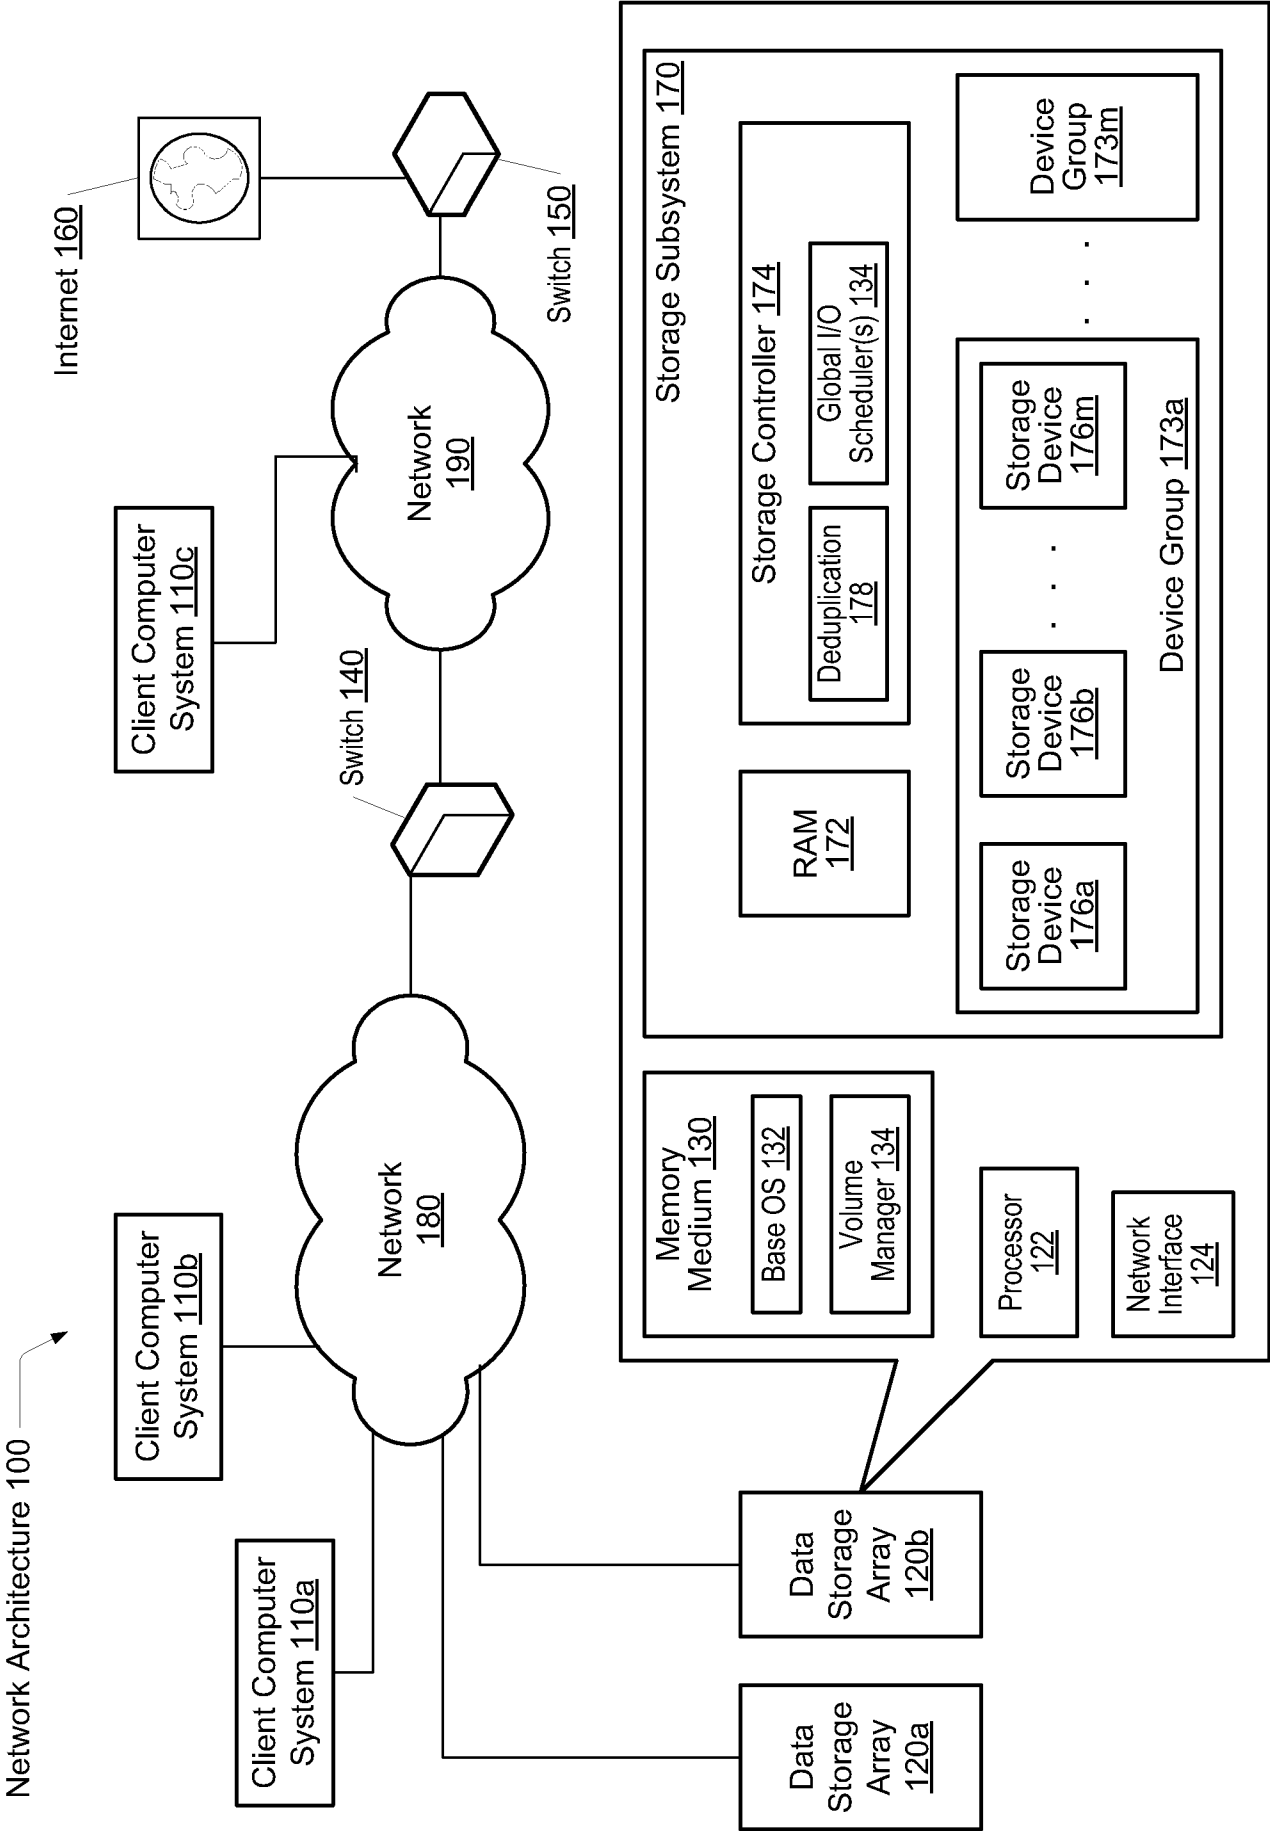 Network Architecture 100
Client Computer
System 110a
Client Computer
System 110b
Client Computer
System 110c
Internet 160
Network
180
Switch 140
Network
190
Switch 150
Data
Storage
Array
120a
Data
Storage
Array
120b
Memory
Medium 130
Base OS 132
Volume
Manager 134
Processor
122
Network
Interface
124
Storage Subsystem 170
RAM
172
Storage Controller 174
Deduplication
178
Global I/O
Scheduler(s) 134
Storage
Device
176a
Storage
Device
176b
. . .
Storage
Device
176m
Device Group 173a
. . .
Device
Group
173m